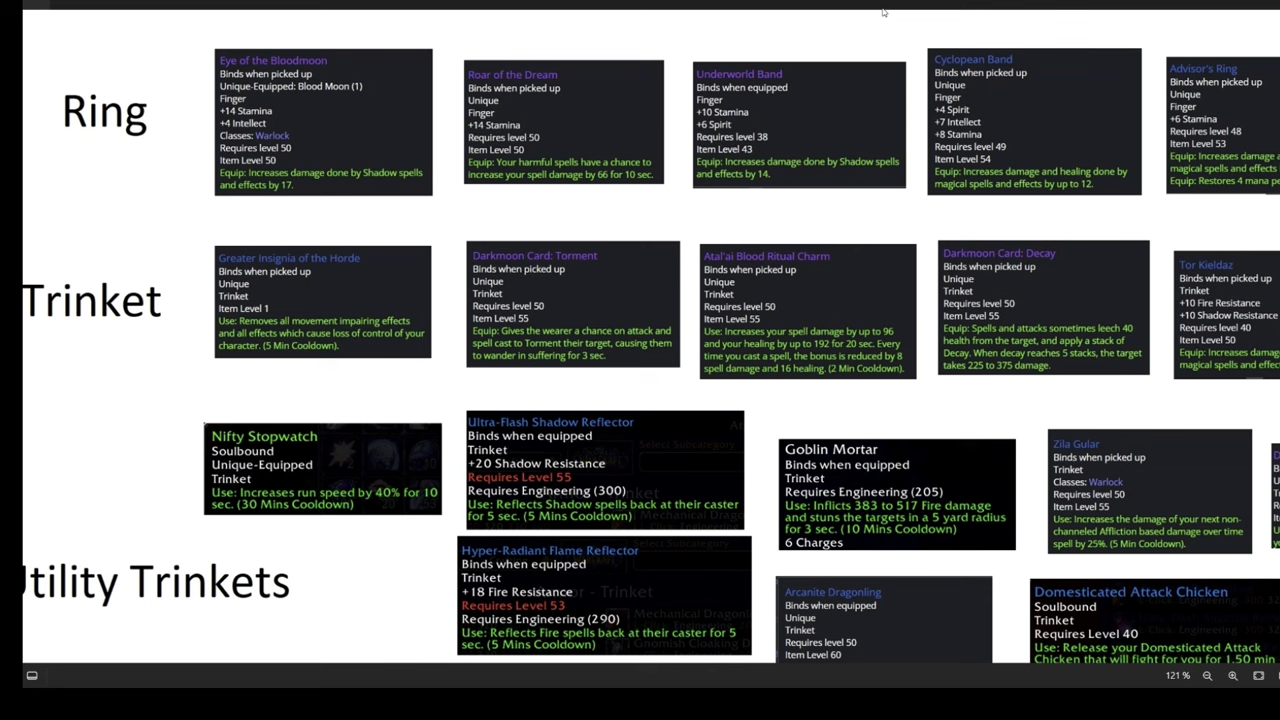 Ring
Eye of the Bloodmoon
Binds when picked up
Unique-Equipped: Blood Moon (1)
Finger
+14 Stamina
+4 Intellect
Classes: Warlock
Requires level 50
Item Level 50
Equip: Increases damage done by Shadow spells
and effects by 17.
Roar of the Dream
Binds when picked up
Unique
Finger
+14 Stamina
Requires level 50
Item Level 50
Equip: Your harmful spells have a chance to
increase your spell damage by 66 for 10 sec.
Underworld Band
Binds when equipped
Finger
+10 Stamina
+6 Spirit
Requires level 38
Item Level 43
Equip: Increases damage done by Shadow spells
and effects by 14.
Cyclopean Band
Binds when picked up
Unique
Finger
+4 Spirit
+7 Intellect
+8 Stamina
Requires level 49
Item Level 54
Equip: Increases damage and healing done by
magical spells and effects by up to 12.
Advisor's Ring
Binds when picked up
Unique
Finger
+6 Stamina
Requires level 48
Item Level 53
Equip: Increases damage
magical spells and effects
Equip: Restores 4 mana
Trinket
Greater Insignia of the Horde
Binds when picked up
Unique
Trinket
Item Level 1
Use: Removes all movement impairing effects
and all effects which cause loss of control of your
character. (5 Min Cooldown).
Darkmoon Card: Torment
Binds when picked up
Unique
Trinket
Requires level 50
Item Level 55
Equip: Gives the wearer a chance on attack and
spell cast to Torment their target, causing them
to wander in suffering for 3 sec.
Atal'ai Blood Ritual Charm
Binds when picked up
Unique
Trinket
Requires level 50
Item Level 55
Use: Increases your spell damage by up to 96
and your healing by up to 192 for 20 sec. Every
time you cast a spell, the bonus is reduced by 8
spell damage and 16 healing. (2 Min Cooldown).
Darkmoon Card: Decay
Binds when picked up
Unique
Trinket
Requires level 50
Item Level 55
Equip: Spells and attacks sometimes leech 40
health from the target, and apply a stack of
Decay. When decay reaches 5 stacks, the target
takes 225 to 375 damage.
Tor Kieldaz
Binds when picked up
Trinket
+10 Fire Resistance
+10 Shadow Resistance
Requires level 40
Item Level 50
Equip: Increases damage
magical spells and
Utility Trinkets
Nifty Stopwatch
Soulbound
Unique-Equipped
Trinket
Use: Increases run speed by 40% for 10
sec. (30 Mins Cooldown)
Ultra-Flash Shadow Reflector
Binds when equipped
Trinket
+20 Shadow Resistance
Requires Level 55
Requires Engineering (300)
Use: Reflects Shadow spells back at their caster
for 5 sec. (5 Mins Cooldown)
Hyper-Radiant Flame Reflector
Binds when equipped
Trinket
+18 Fire Resistance
Requires Level 53
Requires Engineering (290)
Use: Reflects Fire spells back at their caster for 5
sec. (5 Mins Cooldown)
Goblin Mortar
Binds when equipped
Trinket
Requires Engineering (205)
Use: Inflicts 383 to 517 Fire damage
and stuns the targets in a 5 yard radius
for 3 sec. (10 Mins Cooldown)
6 Charges
Arcanite Dragonling
Binds when equipped
Unique
Trinket
Requires level 50
Item Level 60
Zila Gular
Binds when picked up
Trinket
Classes: Warlock
Requires level 50
Item Level 55
Use: Increases the damage of your next non-
channeled Affliction based damage over time
spell by 25%. (5 Min Cooldown).
Domesticated Attack Chicken
Soulbound
Trinket
Requires Level 40
Use: Release your Domesticated Attack
Chicken that will fight for you for 1.50 min
121 %